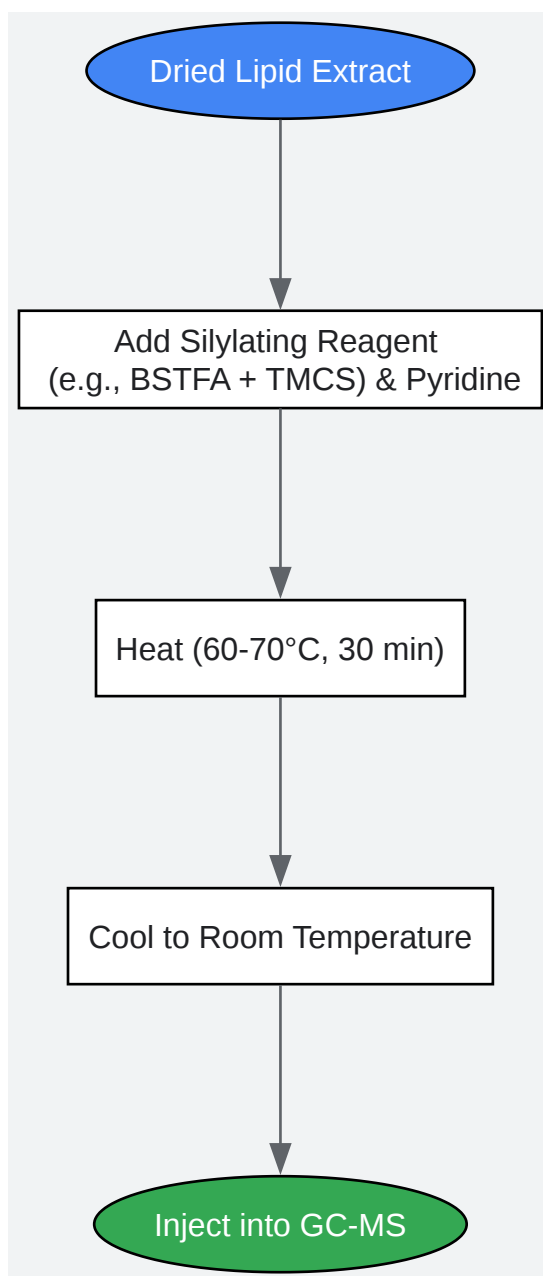 Dried Lipid Extract
Add Silylating Reagent
(e.g., BSTFA + TMCS) & Pyridine
Heat (60-70°C, 30 min)
Cool to Room Temperature
Inject into GC-MS